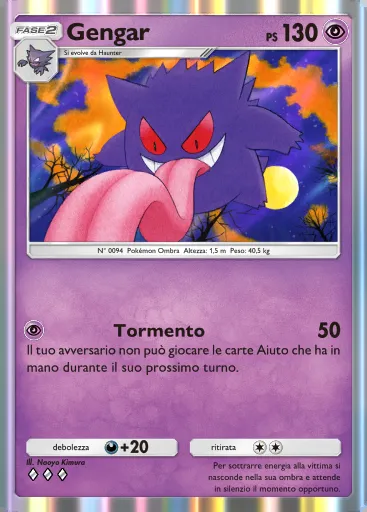 FASE 2
Gengar
PS 130
Si evolve da Haunter
N° 0094 Pokémon Ombra Altezza: 1,5 m Peso: 40,5 kg
Tormento 50
Il tuo avversario non può giocare le carte Aiuto che ha in
mano durante il suo prossimo turno.
debolezza +20
ritirata
Ill. Naoyo Kimura
Per sottrarre energia alla vittima si
nasconde nella sua ombra e attende
in silenzio il momento opportuno.